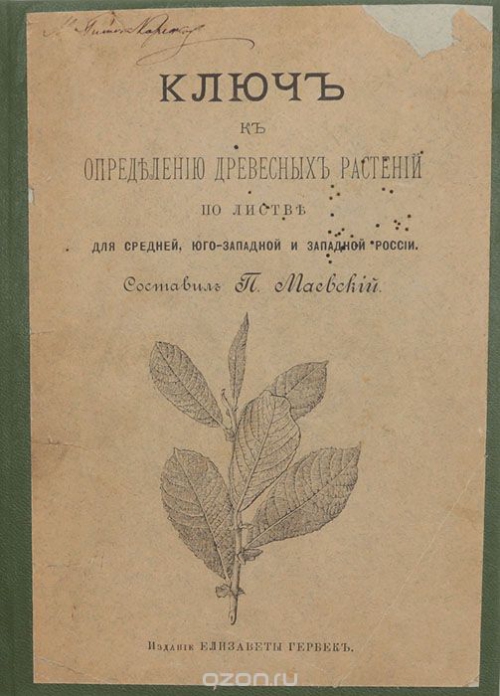 КЛЮЧЪ
КЪ
ОПРЕДѢЛЕНІЮ ДРЕВЕСНЫХЪ РАСТЕНІЙ
ПО ЛИСТВѢ
ДЛЯ СРЕДНЕЙ, ЮГО-ЗАПАДНОЙ И ЗАПАДНОЙ РОССІИ.
Составилъ П. Маевскій.
Изданіе ЕЛИЗАВЕТЫ ГЕРБЕКЪ.
ozon.ru